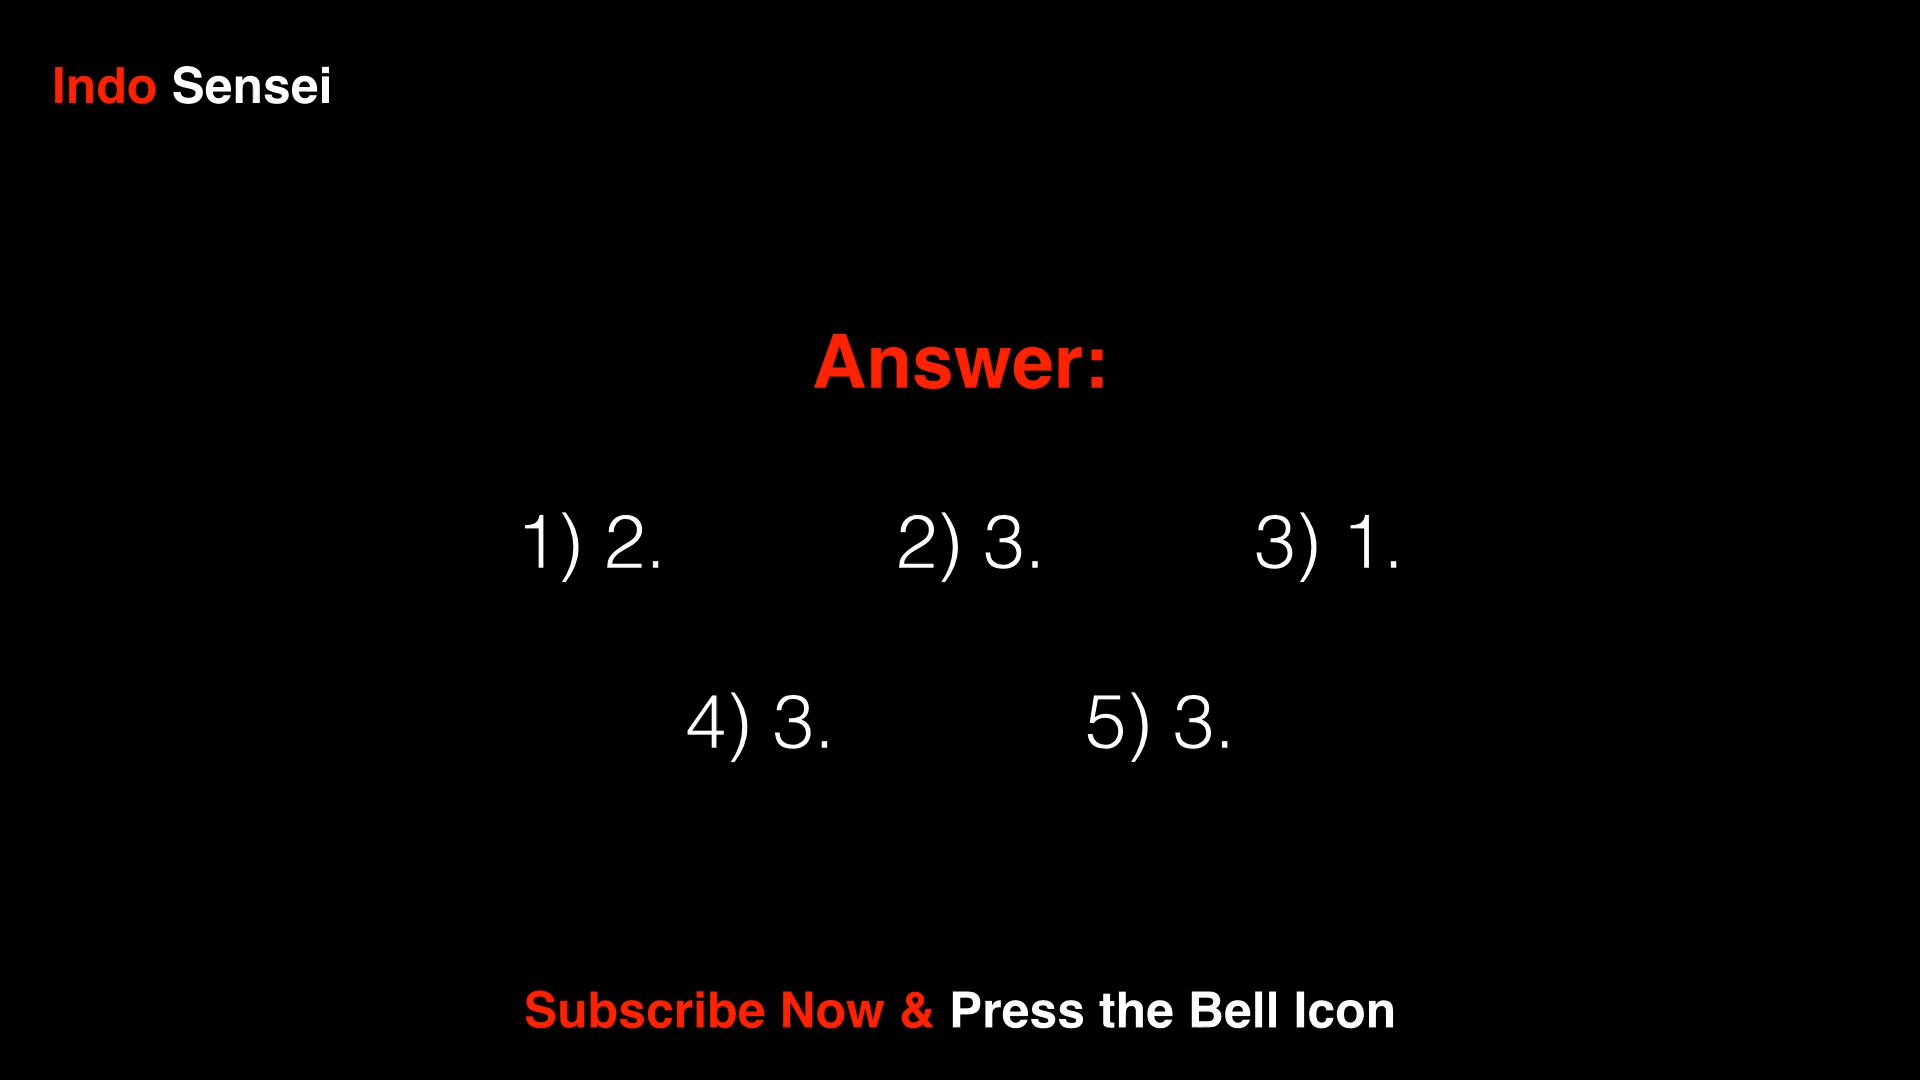 Indo Sensei
Answer:
1) 2. 2) 3. 3) 1.
4) 3. 5) 3.
Subscribe Now & Press the Bell Icon